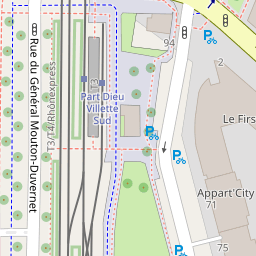 94
2
Rue du Général Mouton-Duvernet
T3/T4/Rhônexpress
Part Dieu
Villette
Sud
Le Firs
Appart'City
71
75